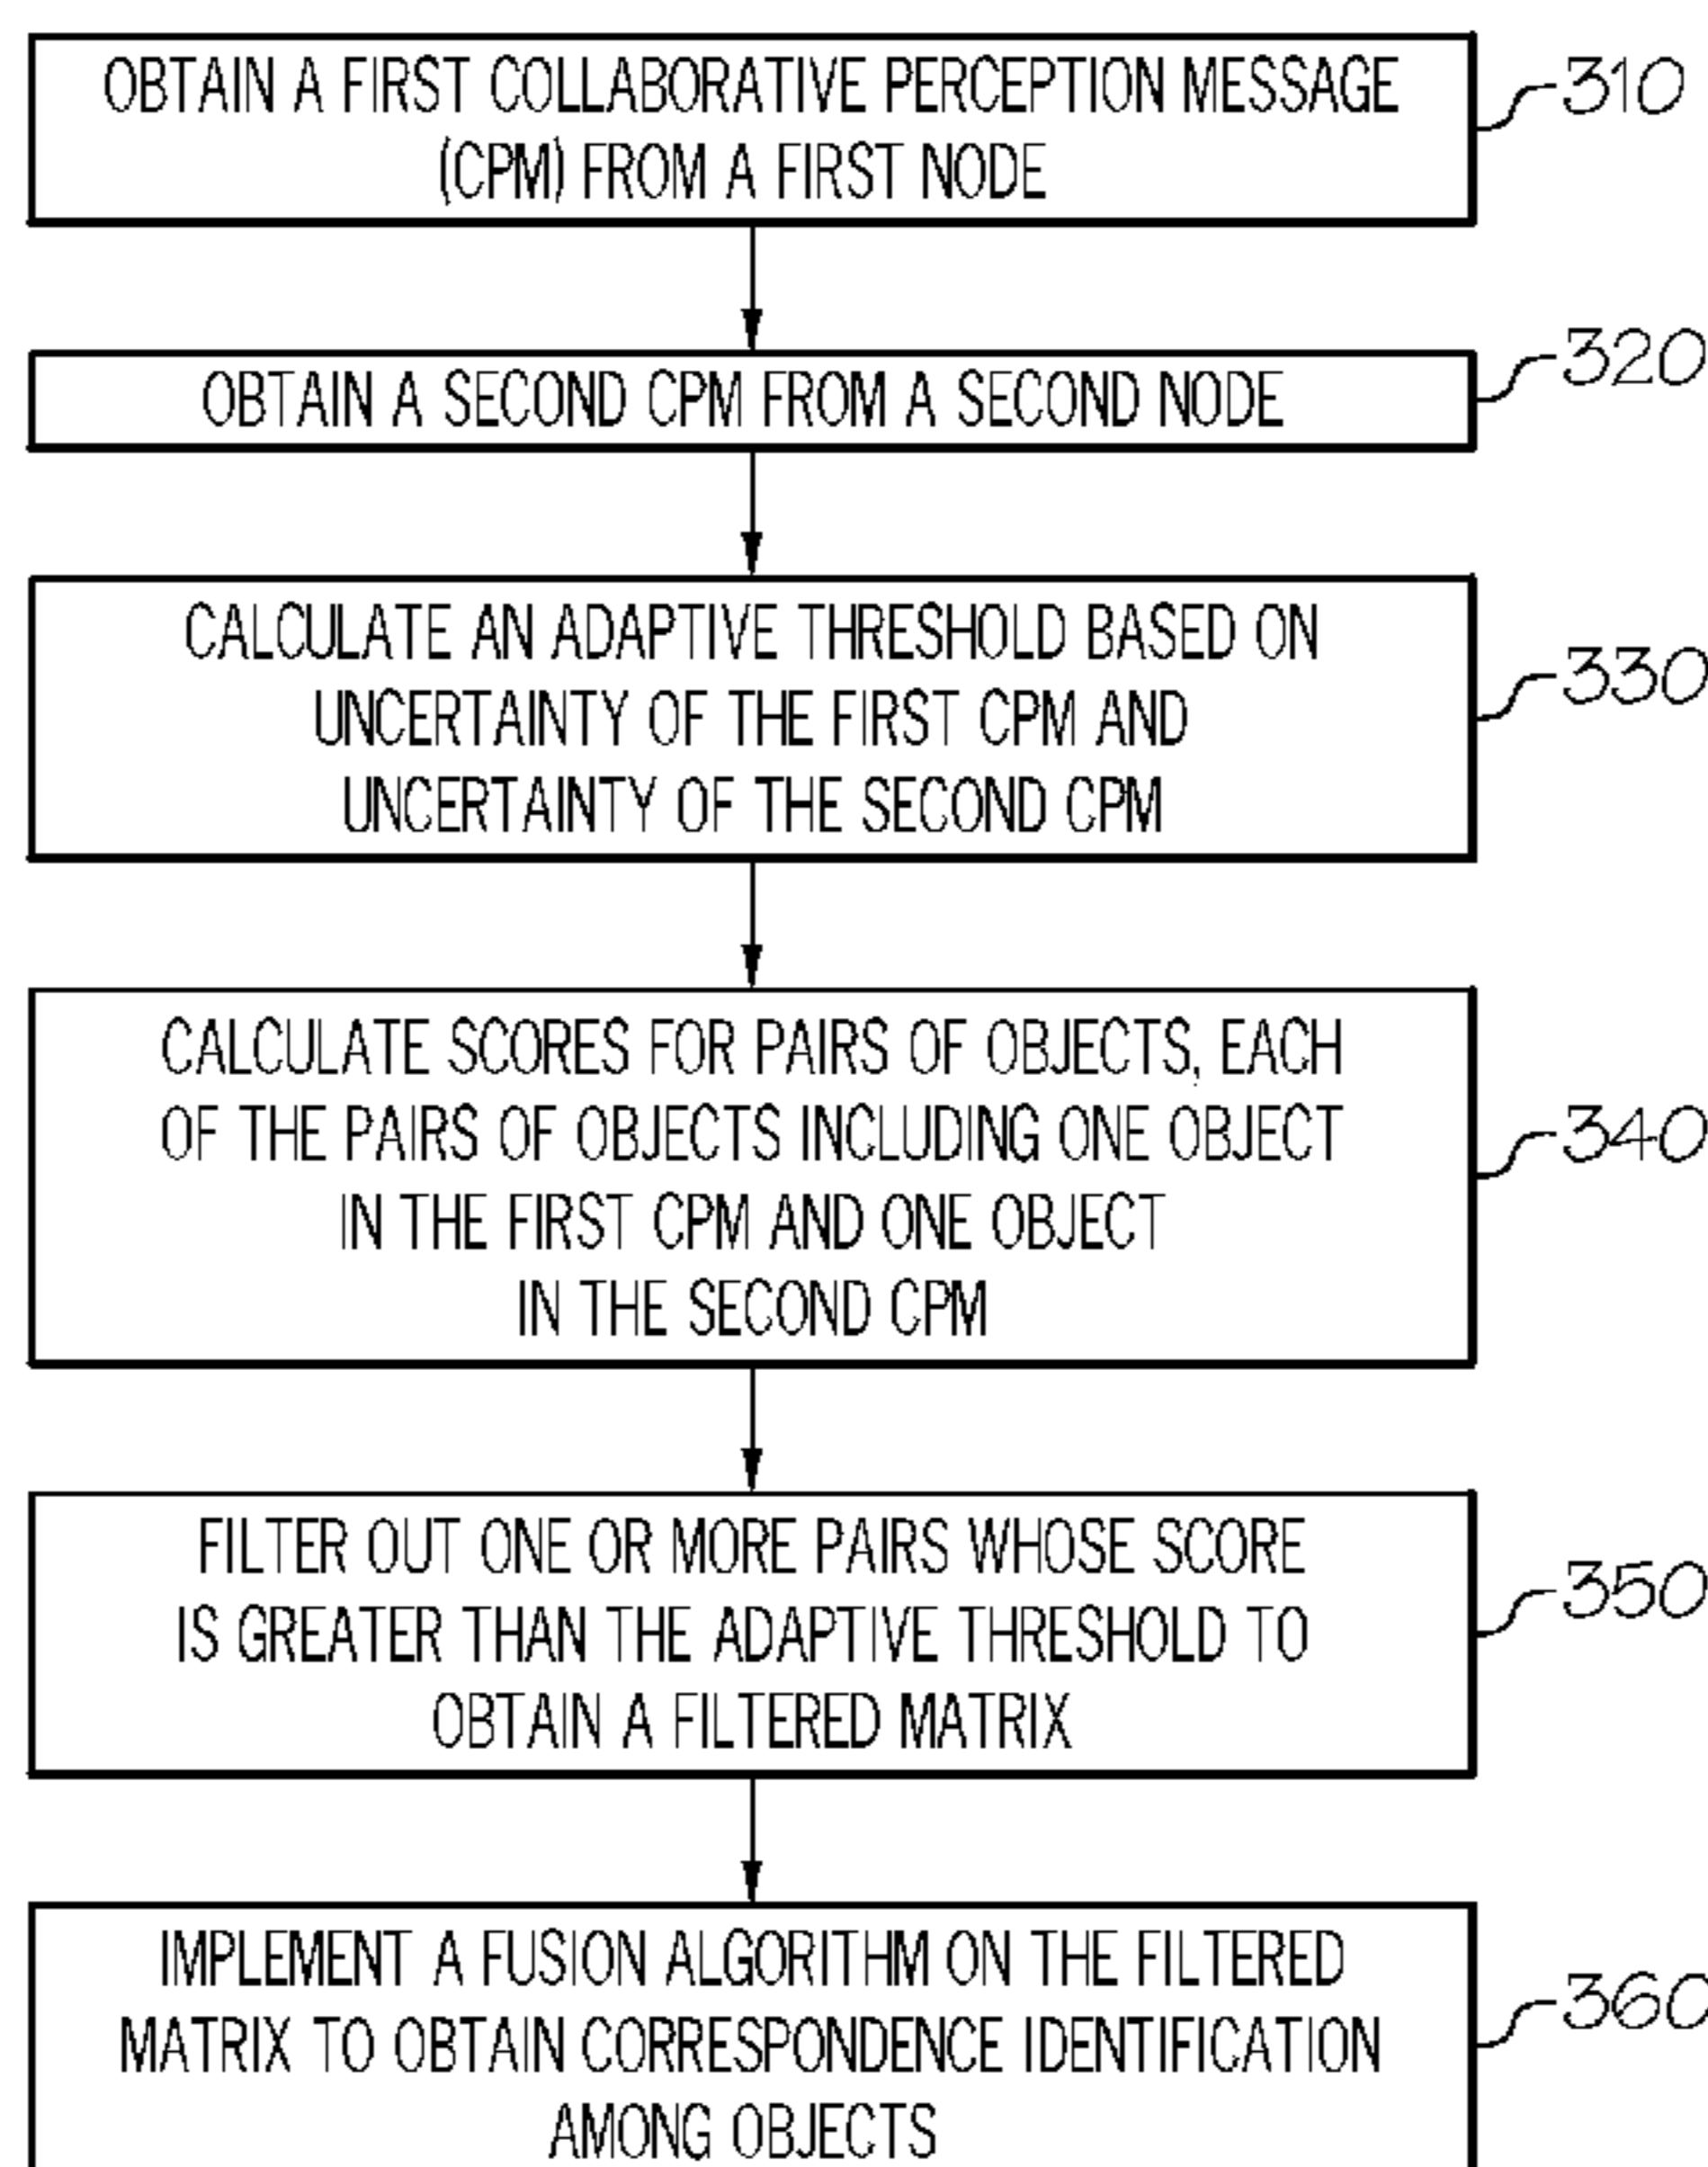 OBTAIN A FIRST COLLABORATIVE PERCEPTION MESSAGE
(CPM) FROM A FIRST NODE
310
OBTAIN A SECOND CPM FROM A SECOND NODE
320
CALCULATE AN ADAPTIVE THRESHOLD BASED ON
UNCERTAINTY OF THE FIRST CPM AND
UNCERTAINTY OF THE SECOND CPM
330
CALCULATE SCORES FOR PAIRS OF OBJECTS, EACH
OF THE PAIRS OF OBJECTS INCLUDING ONE OBJECT
IN THE FIRST CPM AND ONE OBJECT
IN THE SECOND CPM
340
FILTER OUT ONE OR MORE PAIRS WHOSE SCORE
IS GREATER THAN THE ADAPTIVE THRESHOLD TO
OBTAIN A FILTERED MATRIX
350
IMPLEMENT A FUSION ALGORITHM ON THE FILTERED
MATRIX TO OBTAIN CORRESPONDENCE IDENTIFICATION
AMONG OBJECTS
360